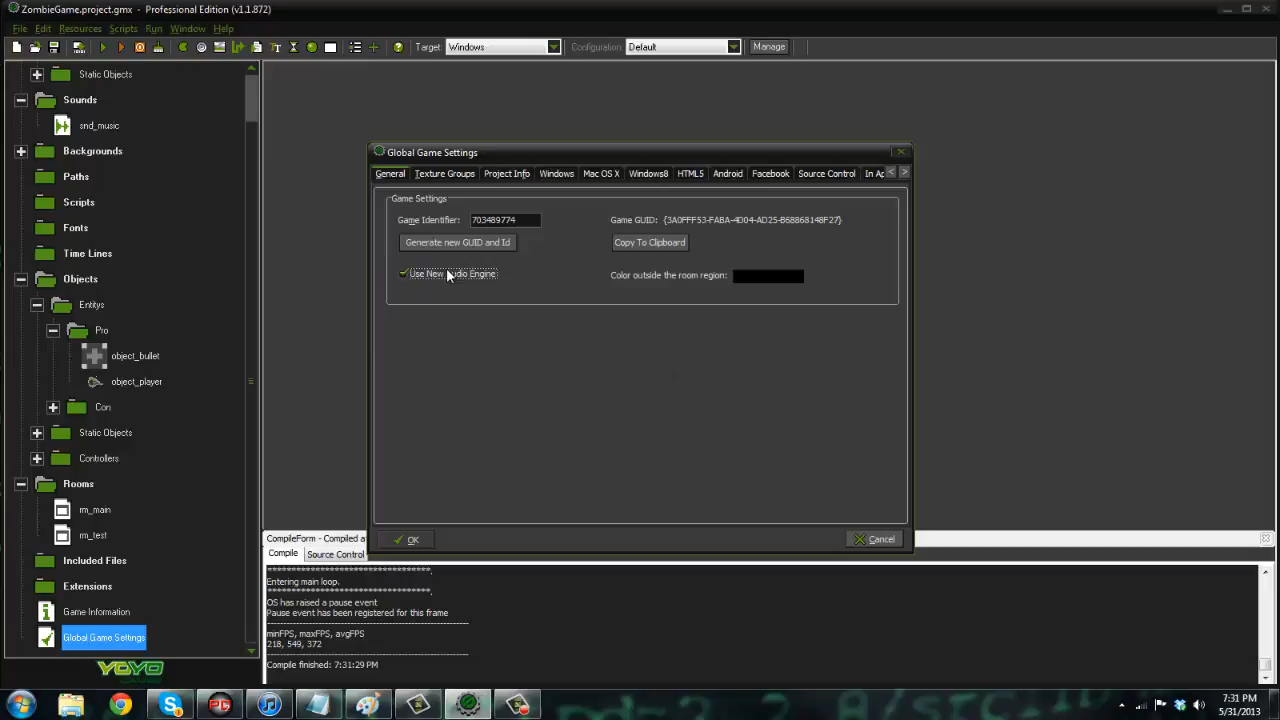 ZombieGame.project.gmx - Professional Edition (v1.1.872)
File Edit Resources Scripts Run Window Help
Target: Windows Configuration: Default Manage
Static Objects
Sounds
snd_music
Backgrounds
Paths
Scripts
Fonts
Time Lines
Objects
Entitys
Pro
object_bullet
object_player
Con
Static Objects
Controllers
Rooms
rm_main
rm_test
Included Files
Extensions
Game Information
Global Game Settings
YOYO
Global Game Settings
General Texture Groups Project Info Windows Mac OS X Windows8 HTML5 Android Facebook Source Control In Ap
Game Settings
Game Identifier: 703489774 Game GUID: {3A0FFF53-FABA-4D04-AD25-B68868148F27}
Generate new GUID and Id Copy To Clipboard
Use New Audio Engine Color outside the room region:
OK Cancel
CompileForm - Compiled a
Compile Source Control
**********************************.
Entering main loop.
**********************************.
OS has raised a pause event
Pause event has been registered for this frame
------------------------------------------------
minFPS, maxFPS, avgFPS
218, 549, 372
------------------------------------------------
Compile finished: 7:31:29 PM
7:31 PM
5/31/2013